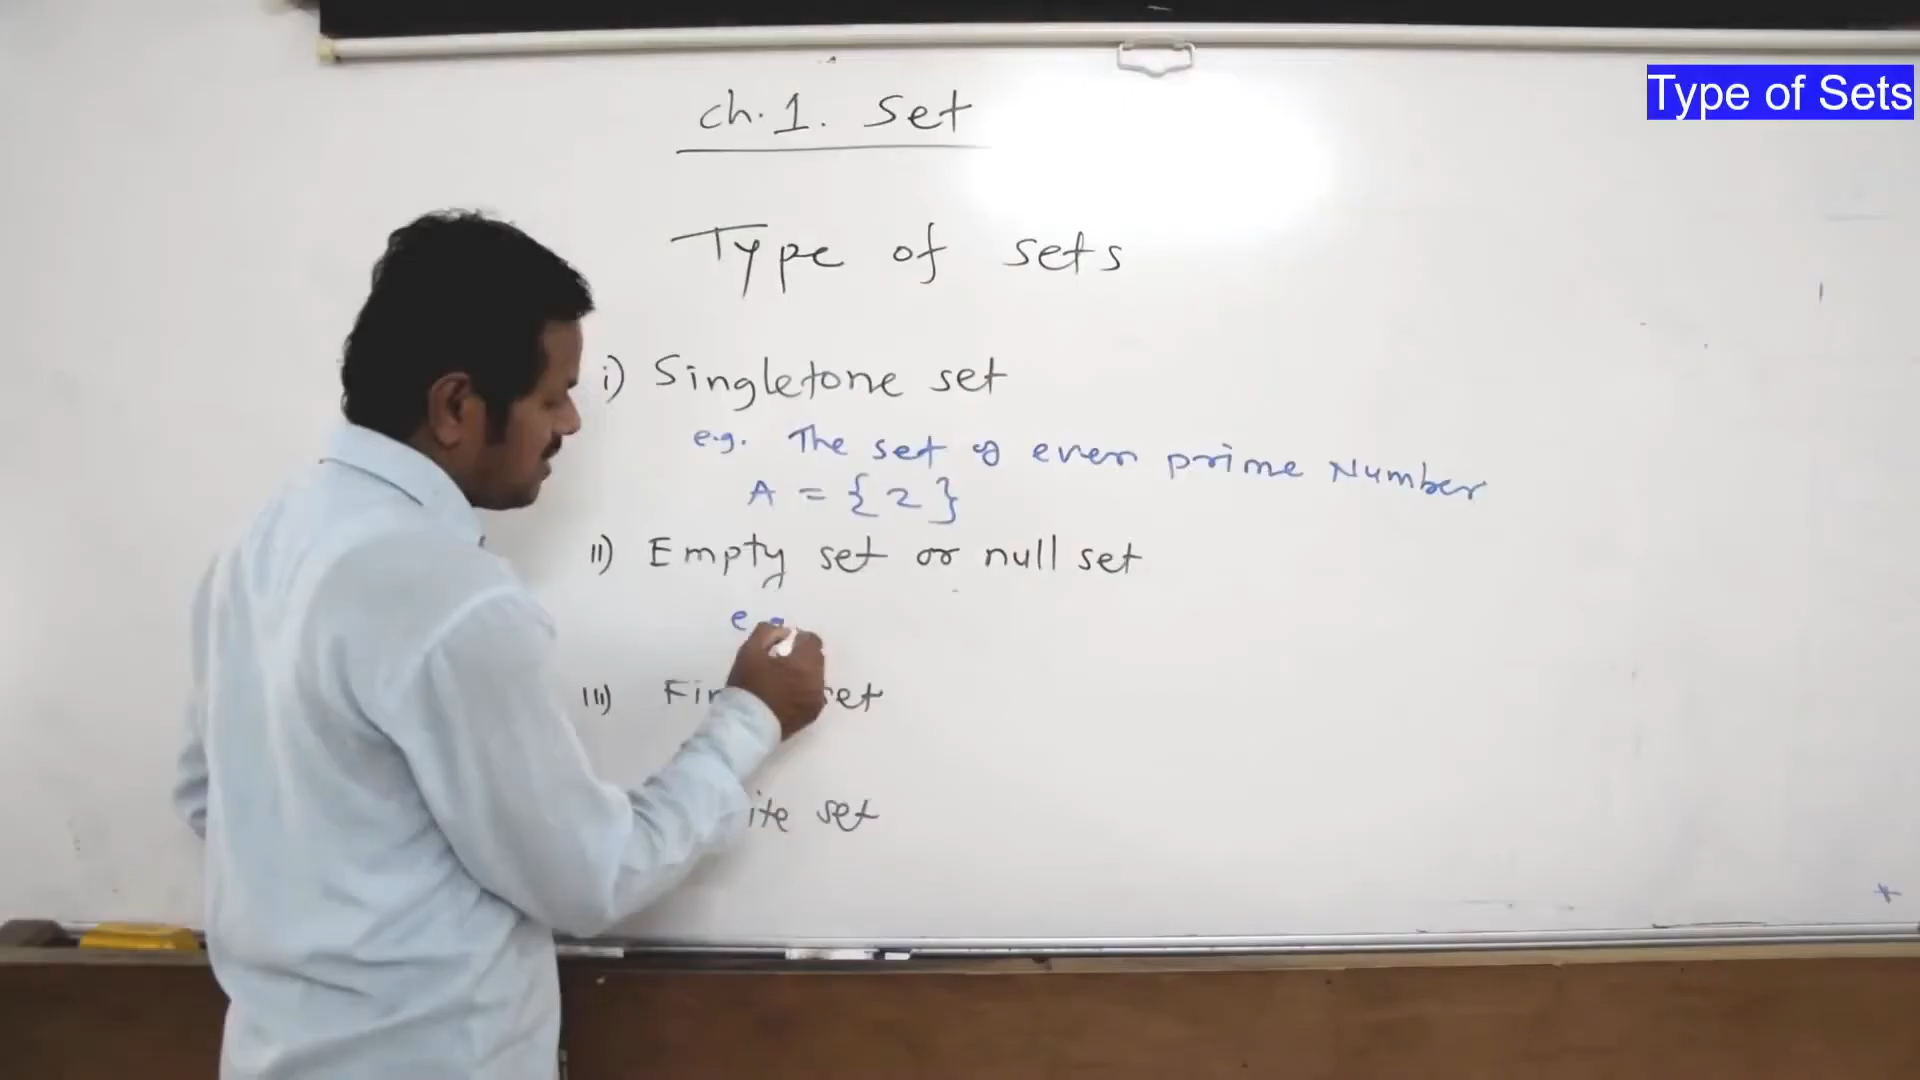 Type of Sets
ch. 1. Set
Type of sets
i) Singletone set
e.g. The set of even prime Number
A = {2}
ii) Empty set or null set
e.g
iii) set
set